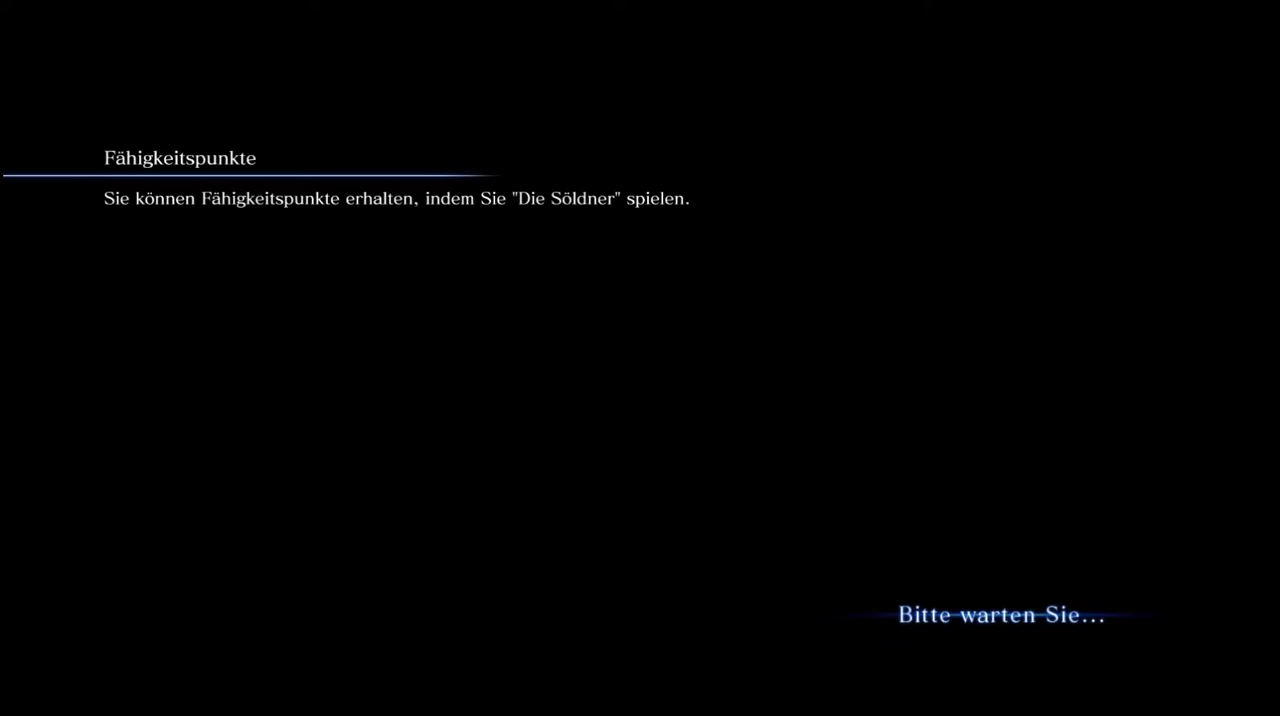 Fähigkeitspunkte
Sie können Fähigkeitspunkte erhalten, indem Sie "Die Söldner" spielen.
Bitte warten Sie...